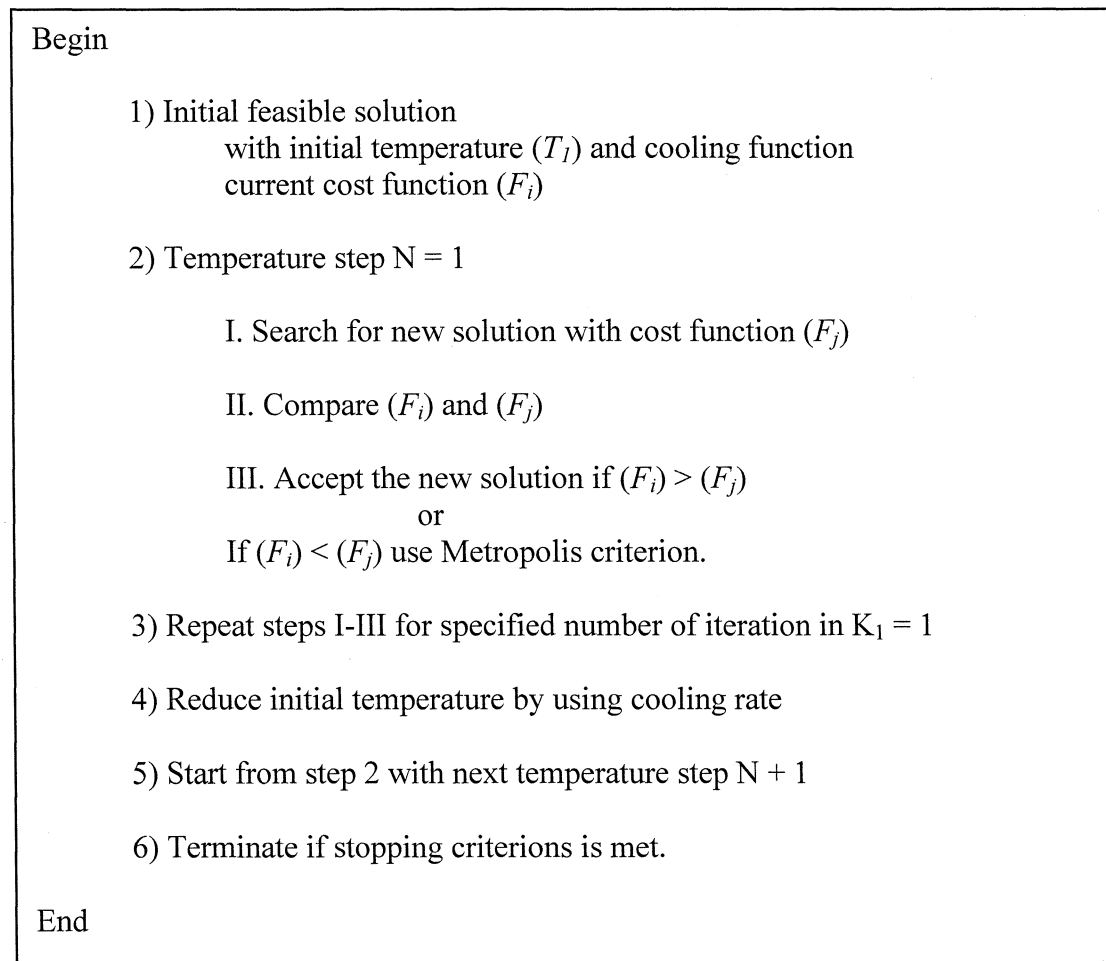 Begin
1) Initial feasible solution
with initial temperature (T₁) and cooling function
current cost function (Fᵢ)
2) Temperature step N = 1
I. Search for new solution with cost function (Fⱼ)
II. Compare (Fᵢ) and (Fⱼ)
III. Accept the new solution if (Fᵢ) > (Fⱼ)
or
If (Fᵢ) < (Fⱼ) use Metropolis criterion.
3) Repeat steps I-III for specified number of iteration in K₁ = 1
4) Reduce initial temperature by using cooling rate
5) Start from step 2 with next temperature step N + 1
6) Terminate if stopping criterions is met.
End